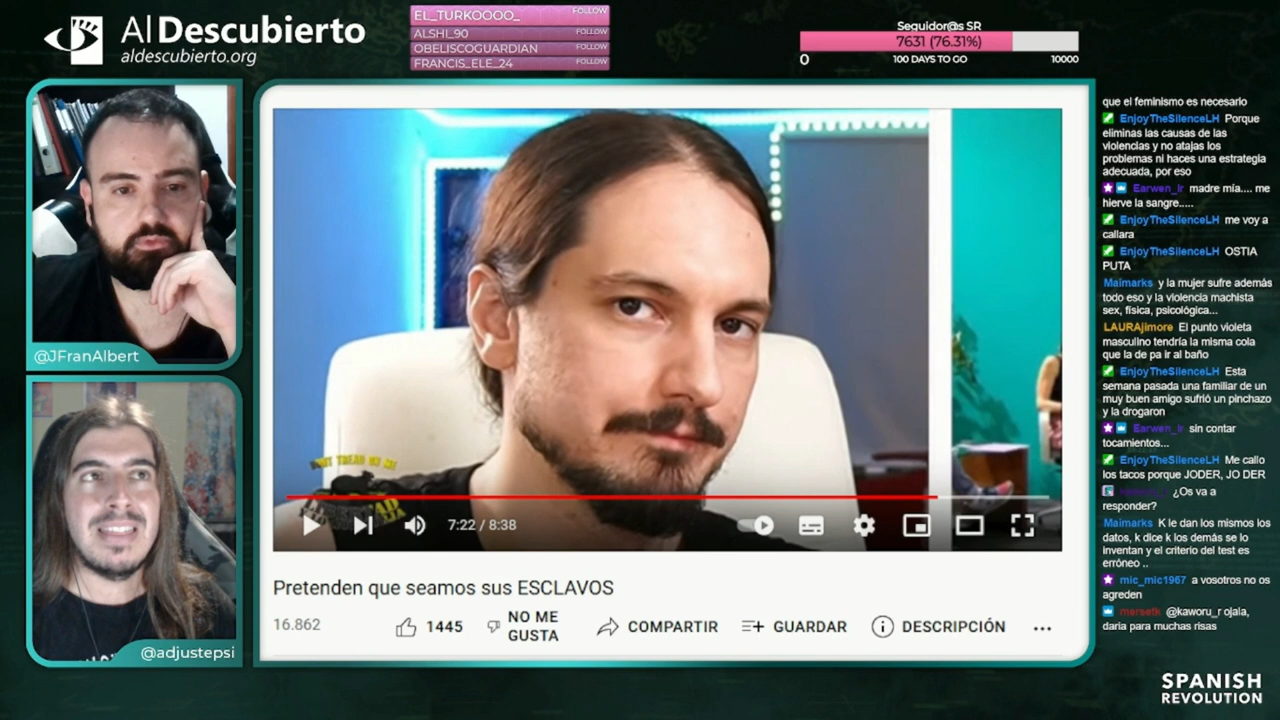 Al Descubierto
aldescubierto.org
EL_TURKOOOO_ FOLLOW
ALSHI_90 FOLLOW
OBELISCOGUARDIAN FOLLOW
FRANCIS_ELE_24 FOLLOW
Seguidor@s SR
7631 (76.31%)
0 100 DAYS TO GO 10000
@JFranAlbert
@adjustepsi
7:22 / 8:38
Pretenden que seamos sus ESCLAVOS
16.862
1445
NO ME
GUSTA
COMPARTIR
GUARDAR
DESCRIPCIÓN
que el feminismo es necesario
EnjoyTheSilenceLH Porque
eliminas las causas de las
violencias y no atajas los
problemas ni haces una estrategia
adecuada, por eso
Earwen_Ir madre mía.... me
hierve la sangre.....
EnjoyTheSilenceLH me voy a
callara
EnjoyTheSilenceLH OSTIA
PUTA
Maimarks y la mujer sufre además
todo eso y la violencia machista
sex, física, psicológica...
LAURAjimore El punto violeta
masculino tendría la misma cola
que la de pa ir al baño
EnjoyTheSilenceLH Esta
semana pasada una familiar de un
muy buen amigo sufrió un pinchazo
y la drogaron
Earwen_Ir sin contar
tocamientos...
EnjoyTheSilenceLH Me callo
los tacos porque JODER, JO DER
¿Os va a
responder?
Maimarks K le dan los mismos los
datos, k dice k los demás se lo
inventan y el criterio del test es
erróneo ..
mic_mic1967 a vosotros no os
agreden
mersetk @kaworu_r ojala,
daria para muchas risas
SPANISH
REVOLUTION